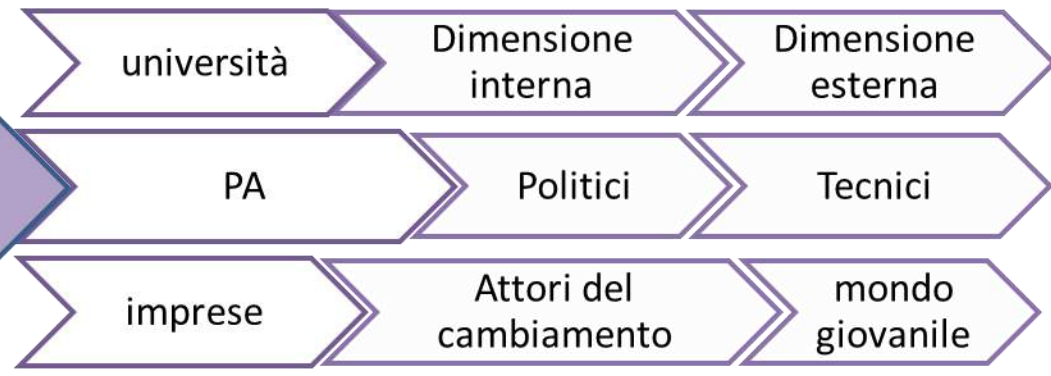 università
Dimensione
interna
Dimensione
esterna
PA
Politici
Tecnici
imprese
Attori del
cambiamento
mondo
giovanile